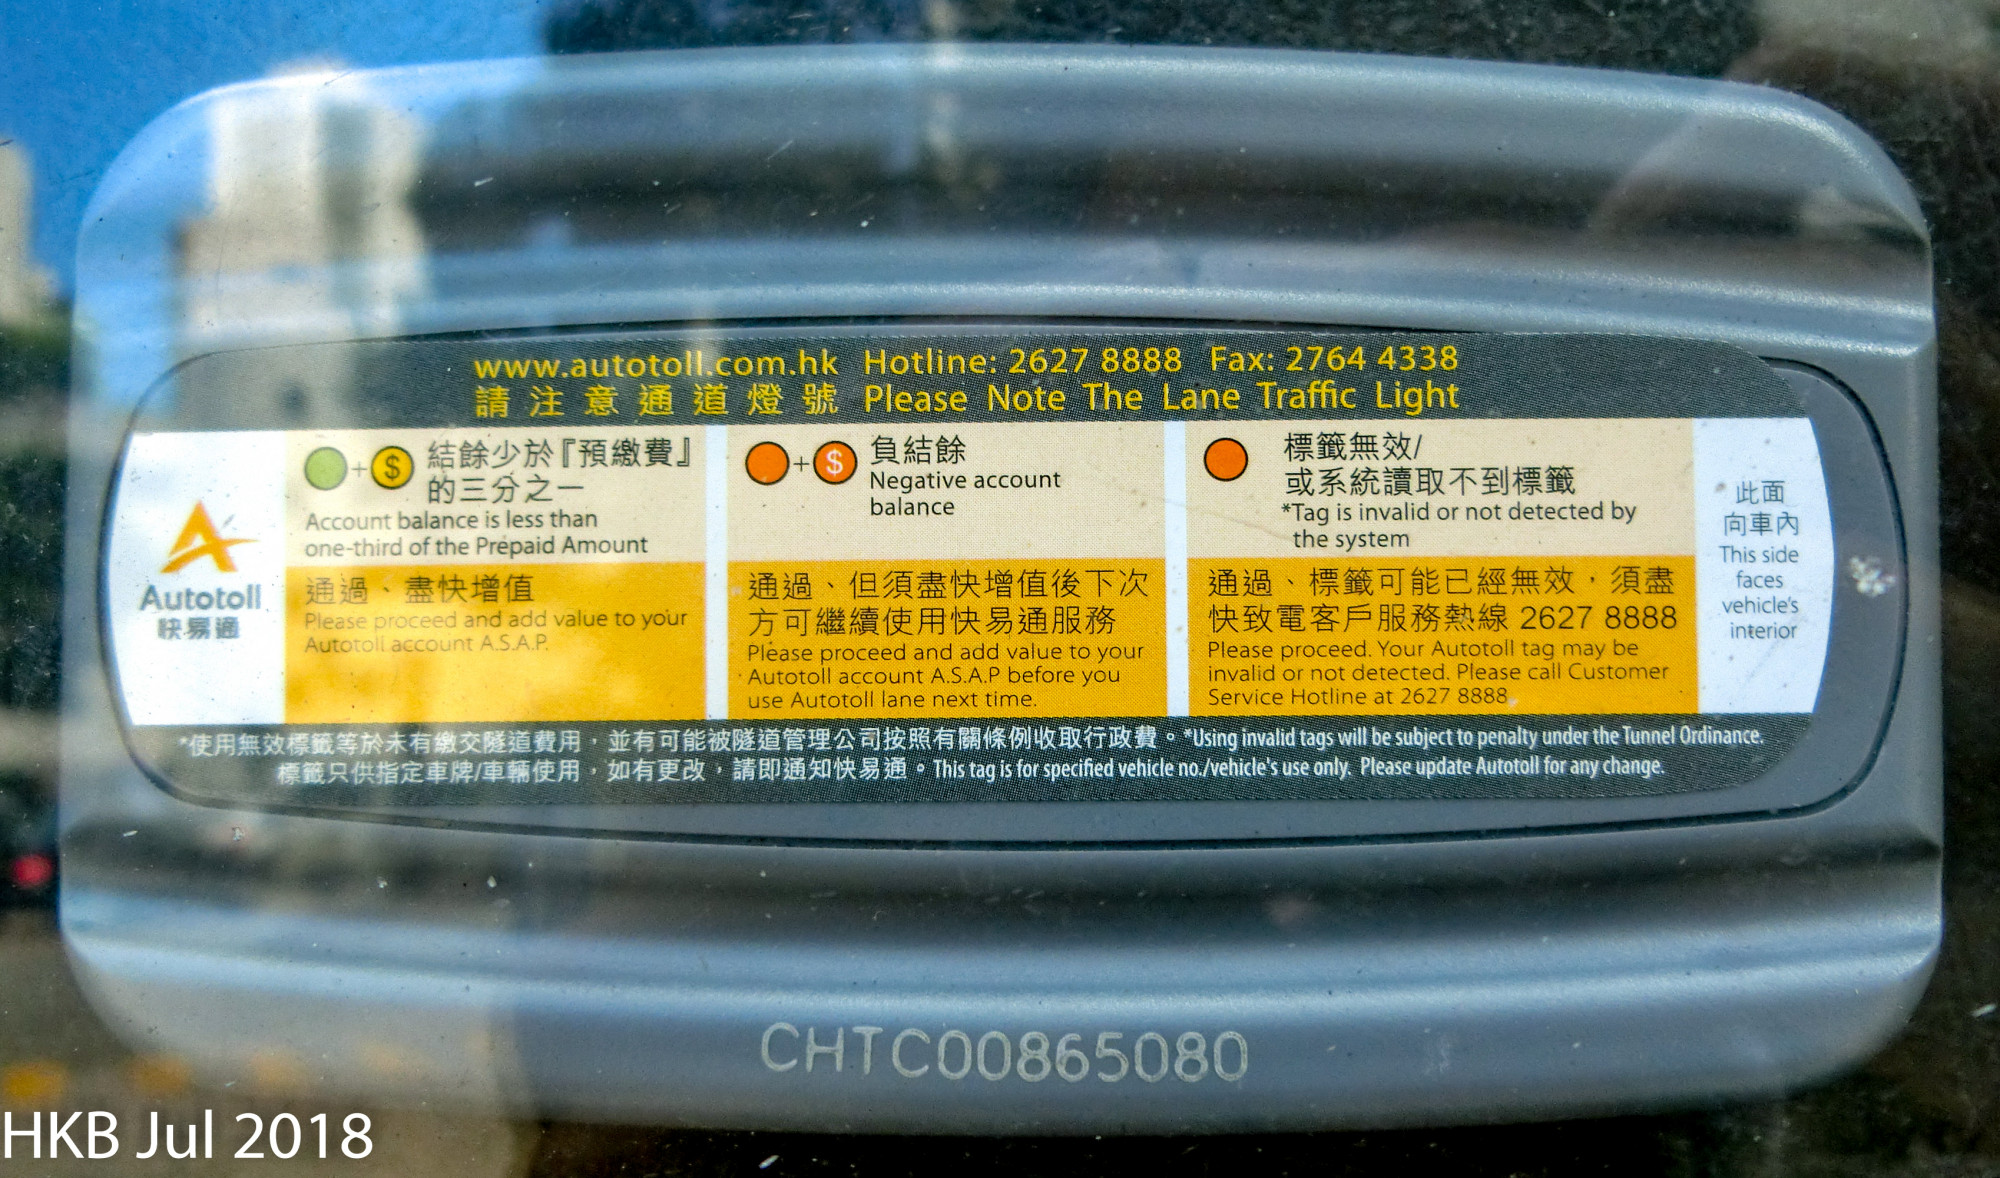 www.autotoll.com.hk Hotline: 2627 8888 Fax: 2764 4338
請注意通道燈號 Please Note The Lane Traffic Light
Autotoll
快易通
+ $ 結餘少於『預繳費』
的三分之一
Account balance is less than
one-third of the Prepaid Amount
通過、盡快增值
Please proceed and add value to your
Autotoll account A.S.A.P.
+ $ 負結餘
Negative account
balance
通過、但須盡快增值後下次
方可繼續使用快易通服務
Please proceed and add value to your
Autotoll account A.S.A.P before you
use Autotoll lane next time.
標籤無效/
或系統讀取不到標籤
*Tag is invalid or not detected by
the system
通過、標籤可能已經無效，須盡
快致電客戶服務熱線 2627 8888
Please proceed. Your Autotoll tag may be
invalid or not detected. Please call Customer
Service Hotline at 2627 8888.
此面
向車內
This side
faces
vehicle's
interior
*使用無效標籤等於未有繳交隧道費用，並有可能被隧道管理公司按照有關條例收取行政費。*Using invalid tags will be subject to penalty under the Tunnel Ordinance.
標籤只供指定車牌/車輛使用，如有更改，請即通知快易通。This tag is for specified vehicle no./vehicle's use only. Please update Autotoll for any change.
CHTC00865080
HKB Jul 2018